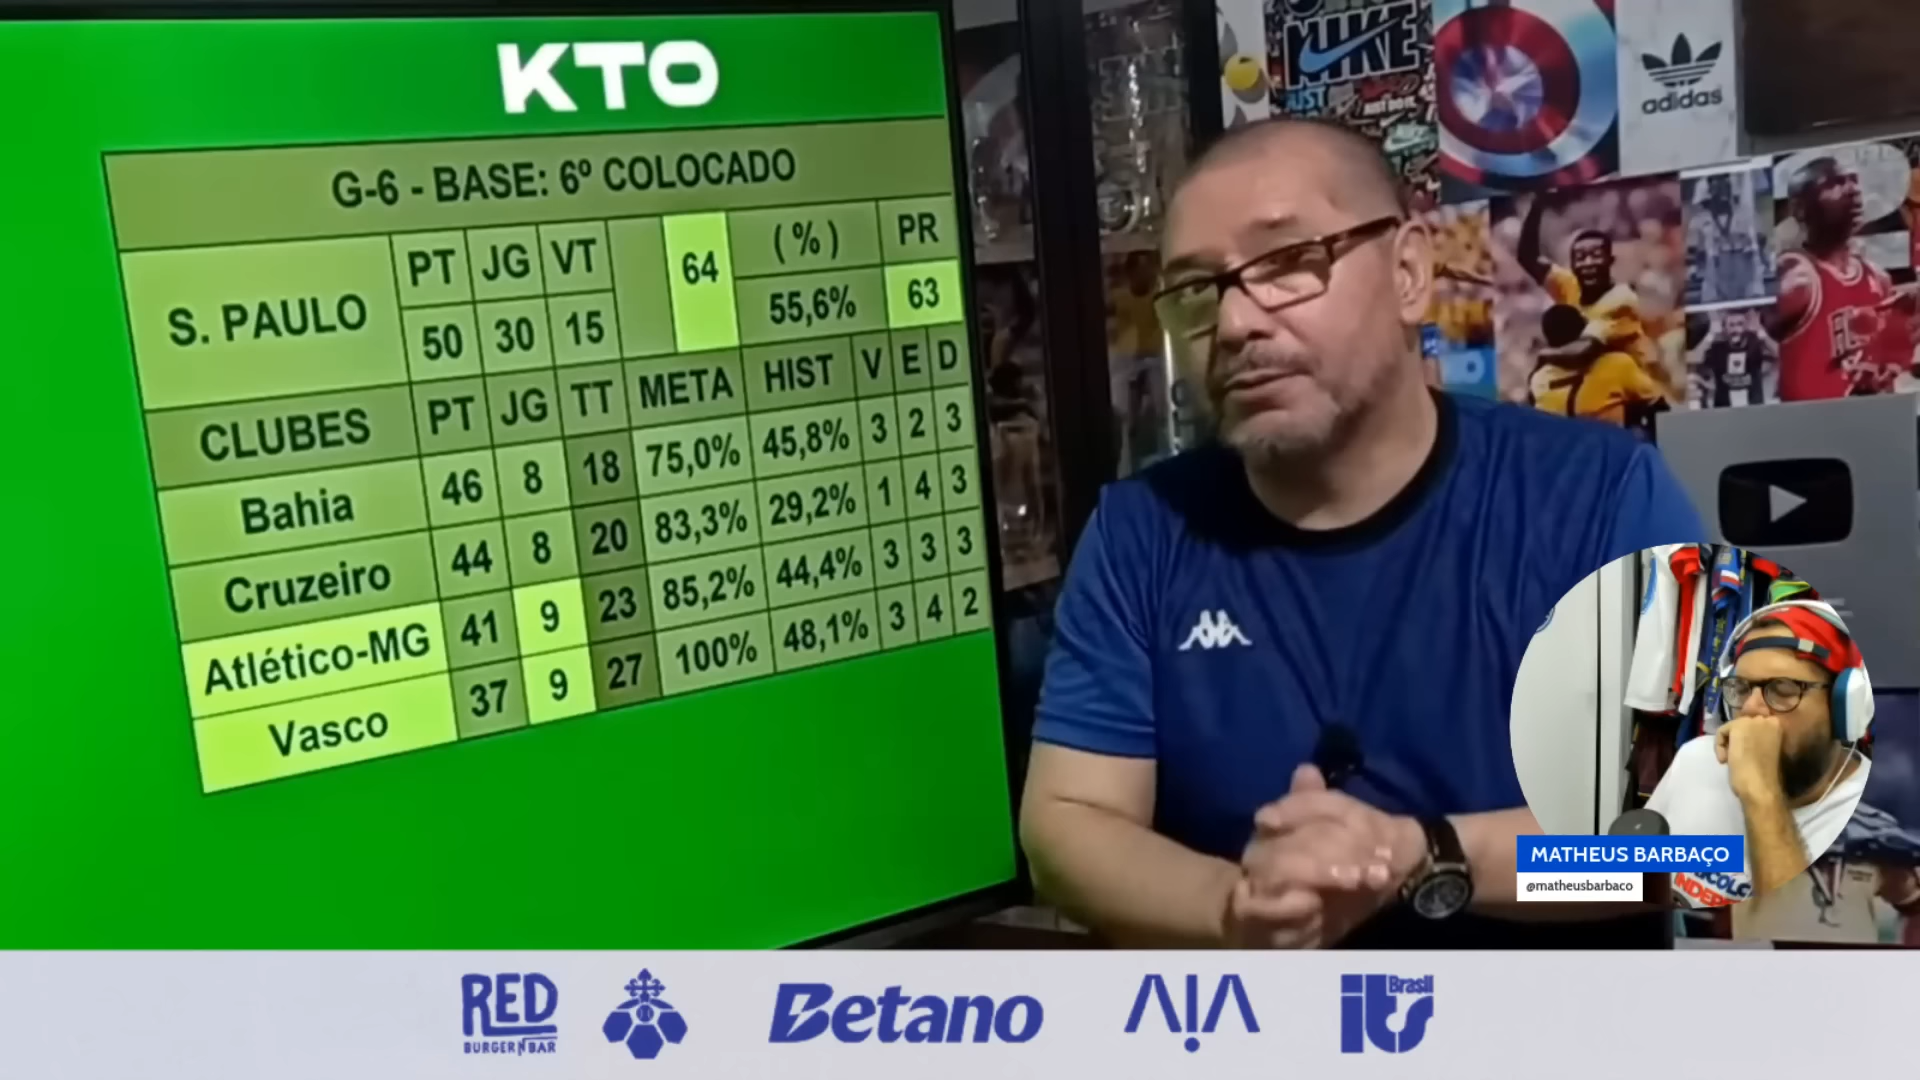 KTO
G-6 - BASE: 6º COLOCADO
S. PAULO PT JG VT 64 (%) PR
50 30 15 55,6% 63
CLUBES PT JG TT META HIST V E D
Bahia 46 8 18 75,0% 45,8% 3 2 3
Cruzeiro 44 8 20 83,3% 29,2% 1 4 3
Atlético-MG 41 9 23 85,2% 44,4% 3 3 3
Vasco 37 9 27 100% 48,1% 3 4 2
NIKE
JUST
adidas
MATHEUS BARBAÇO
@matheusbarbaco
RED
BURGER N' BAR
Betano
its Brasil